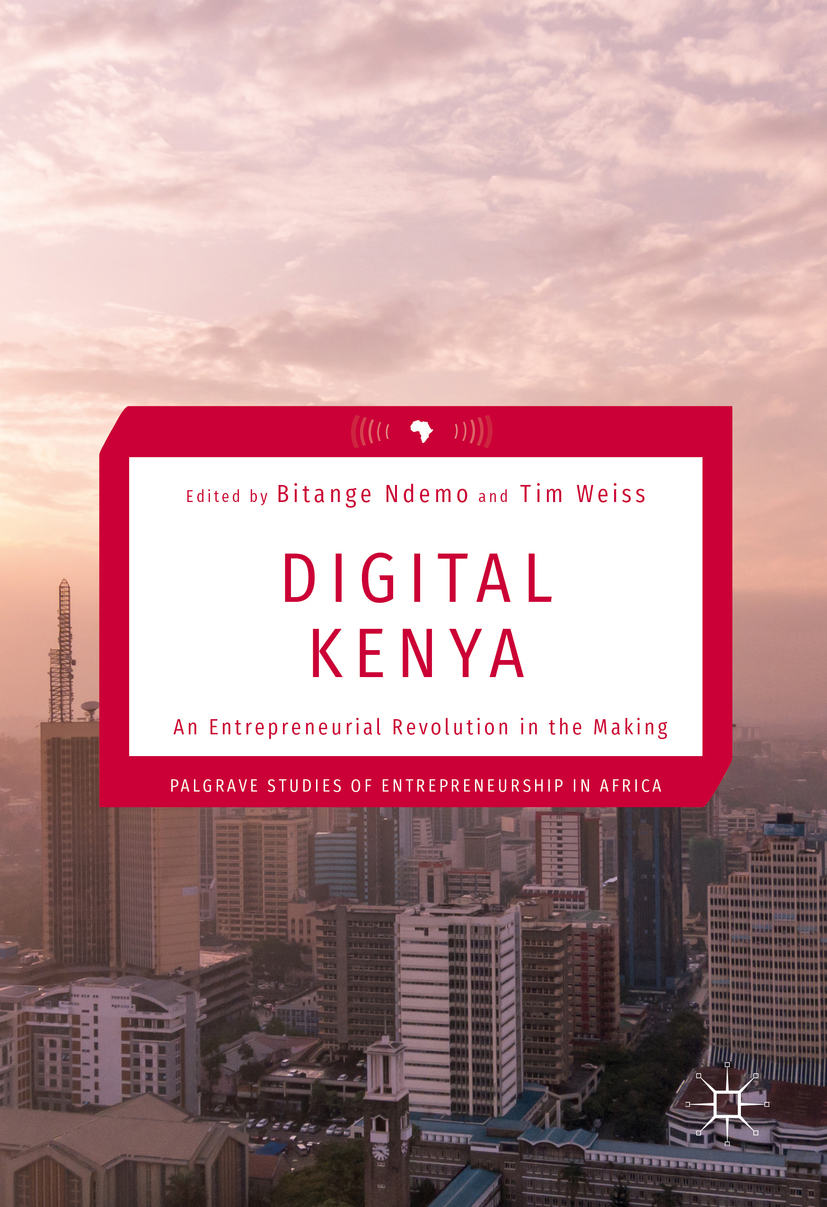 Edited by Bitange Ndemo and Tim Weiss
DIGITAL
KENYA
An Entrepreneurial Revolution in the Making
PALGRAVE STUDIES OF ENTREPRENEURSHIP IN AFRICA